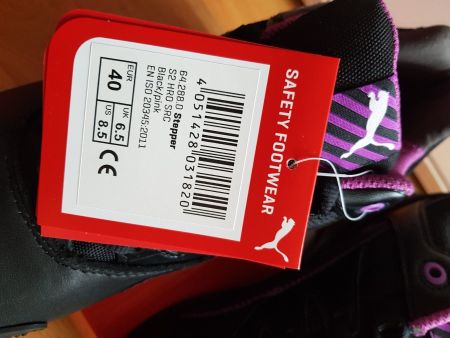 SAFETY FOOTWEAR
4 051428 031820
64.288.0 Stepper
S2 HRO SRC
Black/pink
EN ISO 20345:2011
EUR
40
UK
6.5
US
8.5
CE